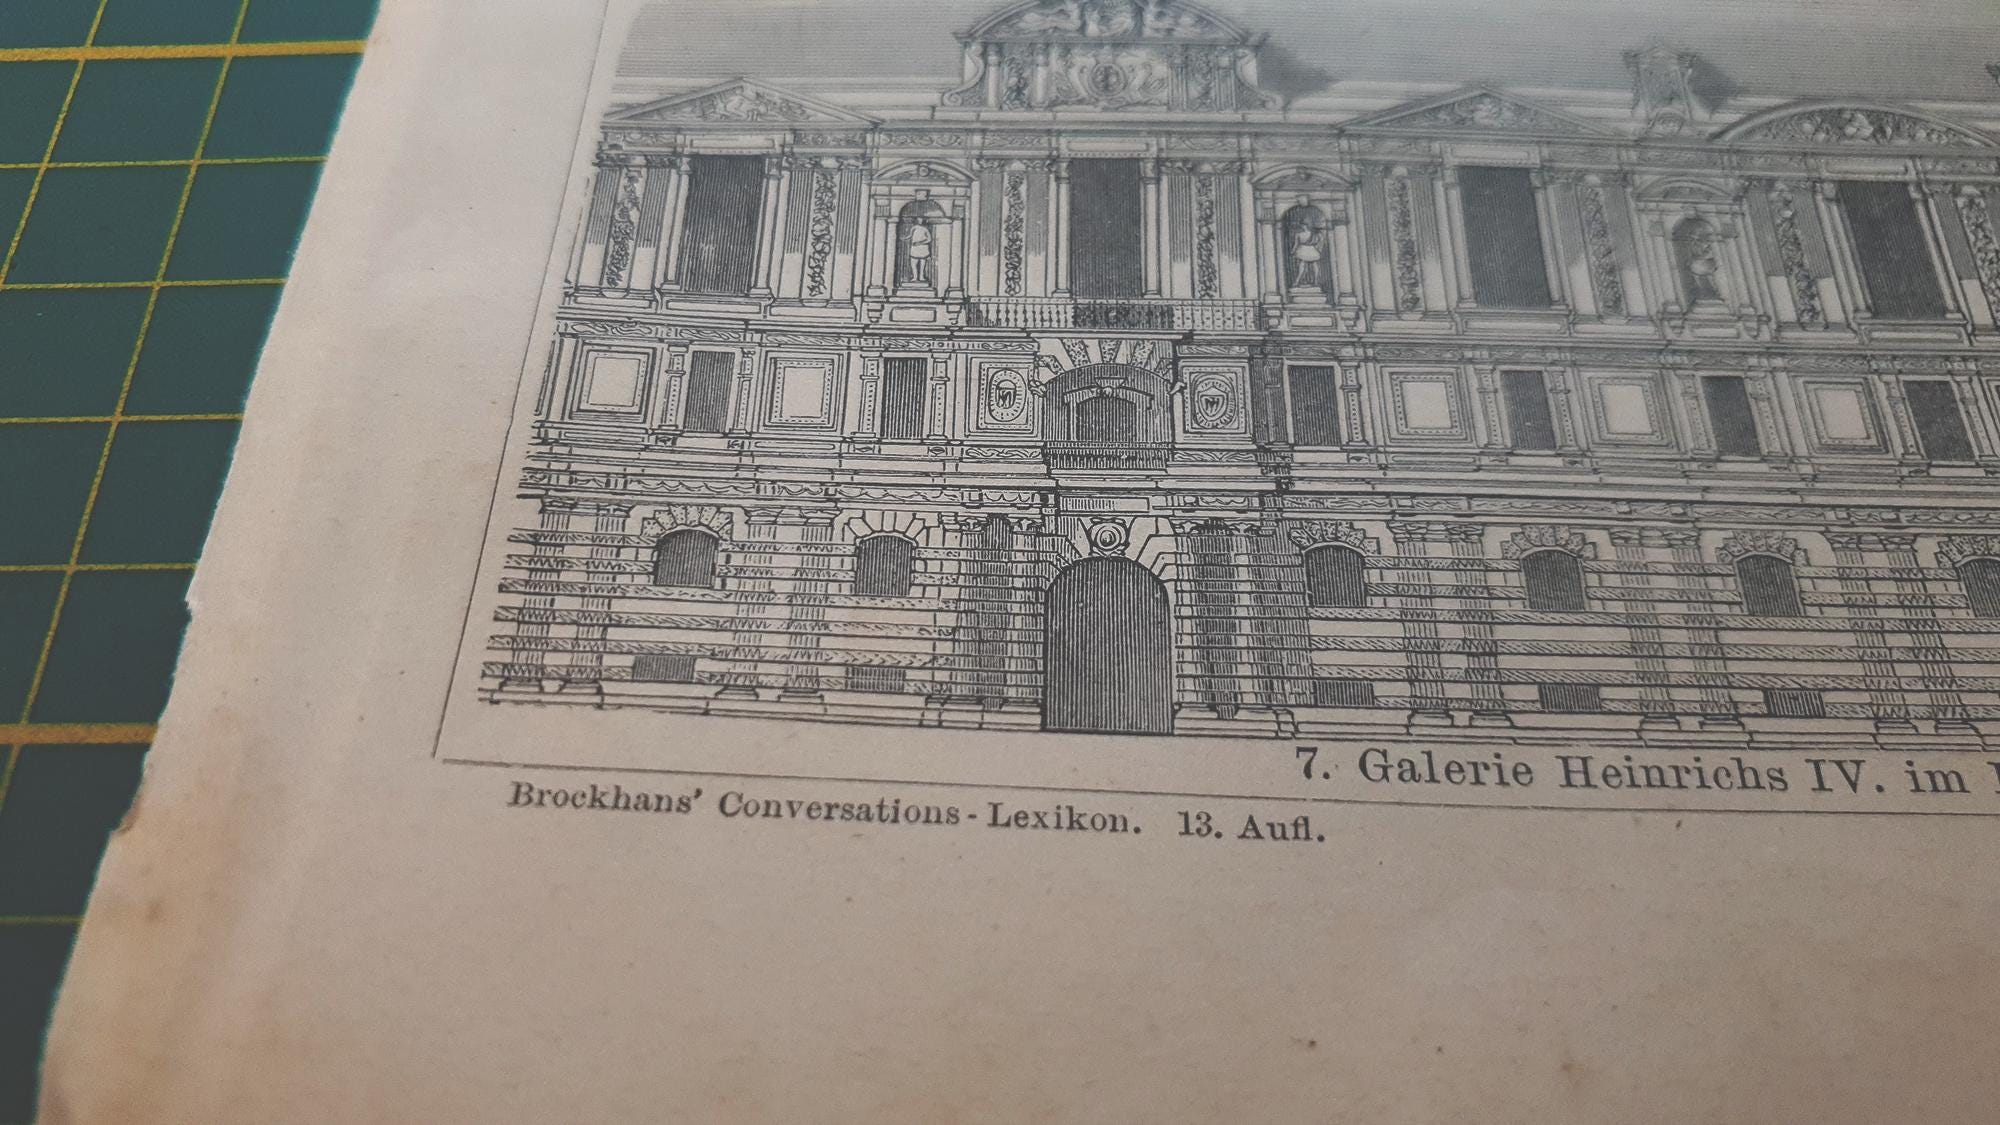 7. Galerie Heinrichs IV. im
Brockhaus' Conversations-Lexikon. 13. Aufl.